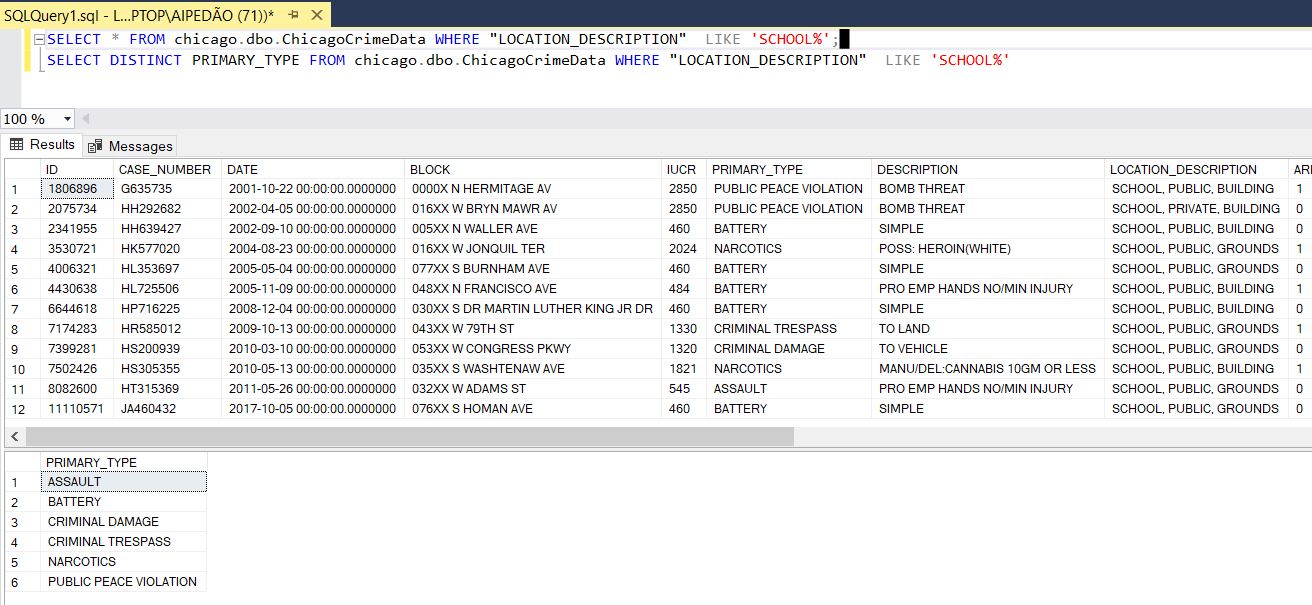 SQLQuery1.sql - L...PTOP\AIPEDÃO (71))*
SELECT * FROM chicago.dbo.ChicagoCrimeData WHERE "LOCATION_DESCRIPTION" LIKE 'SCHOOL%';
SELECT DISTINCT PRIMARY_TYPE FROM chicago.dbo.ChicagoCrimeData WHERE "LOCATION_DESCRIPTION" LIKE 'SCHOOL%'
100 %
Results Messages
ID CASE_NUMBER DATE BLOCK IUCR PRIMARY_TYPE DESCRIPTION LOCATION_DESCRIPTION ARI
1 1806896 G635735 2001-10-22 00:00:00.0000000 0000X N HERMITAGE AV 2850 PUBLIC PEACE VIOLATION BOMB THREAT SCHOOL, PUBLIC, BUILDING 1
2 2075734 HH292682 2002-04-05 00:00:00.0000000 016XX W BRYN MAWR AV 2850 PUBLIC PEACE VIOLATION BOMB THREAT SCHOOL, PRIVATE, BUILDING 0
3 2341955 HH639427 2002-09-10 00:00:00.0000000 005XX N WALLER AVE 460 BATTERY SIMPLE SCHOOL, PUBLIC, BUILDING 0
4 3530721 HK577020 2004-08-23 00:00:00.0000000 016XX W JONQUIL TER 2024 NARCOTICS POSS: HEROIN(WHITE) SCHOOL, PUBLIC, GROUNDS 1
5 4006321 HL353697 2005-05-04 00:00:00.0000000 077XX S BURNHAM AVE 460 BATTERY SIMPLE SCHOOL, PUBLIC, GROUNDS 0
6 4430638 HL725506 2005-11-09 00:00:00.0000000 048XX N FRANCISCO AVE 484 BATTERY PRO EMP HANDS NO/MIN INJURY SCHOOL, PUBLIC, BUILDING 1
7 6644618 HP716225 2008-12-04 00:00:00.0000000 030XX S DR MARTIN LUTHER KING JR DR 460 BATTERY SIMPLE SCHOOL, PUBLIC, BUILDING 0
8 7174283 HR585012 2009-10-13 00:00:00.0000000 043XX W 79TH ST 1330 CRIMINAL TRESPASS TO LAND SCHOOL, PUBLIC, GROUNDS 1
9 7399281 HS200939 2010-03-10 00:00:00.0000000 053XX W CONGRESS PKWY 1320 CRIMINAL DAMAGE TO VEHICLE SCHOOL, PUBLIC, GROUNDS 0
10 7502426 HS305355 2010-05-13 00:00:00.0000000 035XX S WASHTENAW AVE 1821 NARCOTICS MANU/DEL:CANNABIS 10GM OR LESS SCHOOL, PUBLIC, BUILDING 1
11 8082600 HT315369 2011-05-26 00:00:00.0000000 032XX W ADAMS ST 545 ASSAULT PRO EMP HANDS NO/MIN INJURY SCHOOL, PUBLIC, GROUNDS 0
12 11110571 JA460432 2017-10-05 00:00:00.0000000 076XX S HOMAN AVE 460 BATTERY SIMPLE SCHOOL, PUBLIC, GROUNDS 0
PRIMARY_TYPE
1 ASSAULT
2 BATTERY
3 CRIMINAL DAMAGE
4 CRIMINAL TRESPASS
5 NARCOTICS
6 PUBLIC PEACE VIOLATION